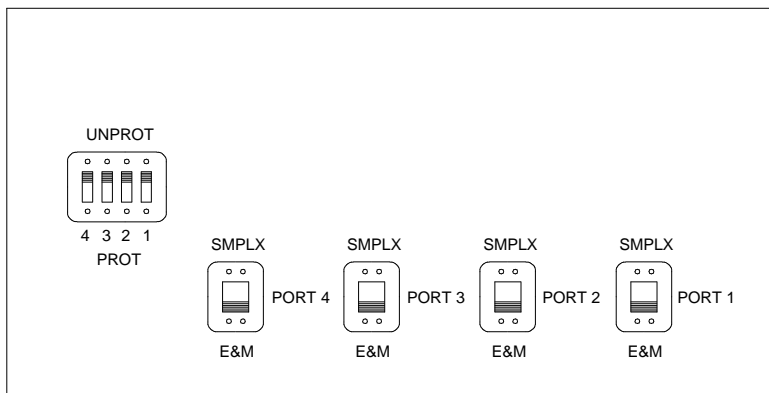 UNPROT
4 3 2 1
PROT
SMPLX SMPLX SMPLX SMPLX
PORT 4 PORT 3 PORT 2 PORT 1
E&M E&M E&M E&M